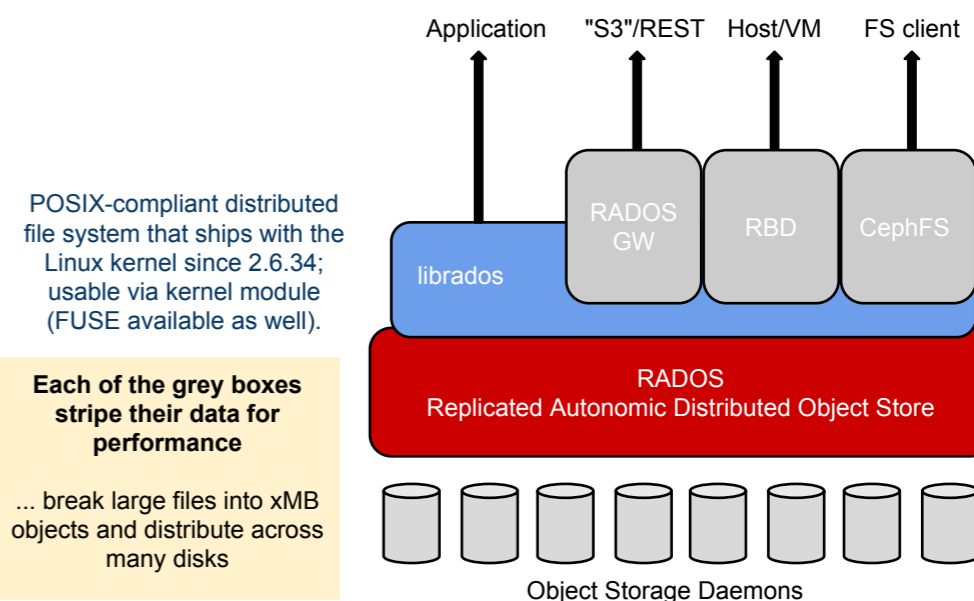 Application
"S3"/REST
Host/VM
FS client
POSIX-compliant distributed
file system that ships with the
Linux kernel since 2.6.34;
usable via kernel module
(FUSE available as well).
RADOS
GW
RBD
CephFS
librados
Each of the grey boxes
stripe their data for
performance
... break large files into xMB
objects and distribute across
many disks
RADOS
Replicated Autonomic Distributed Object Store
Object Storage Daemons